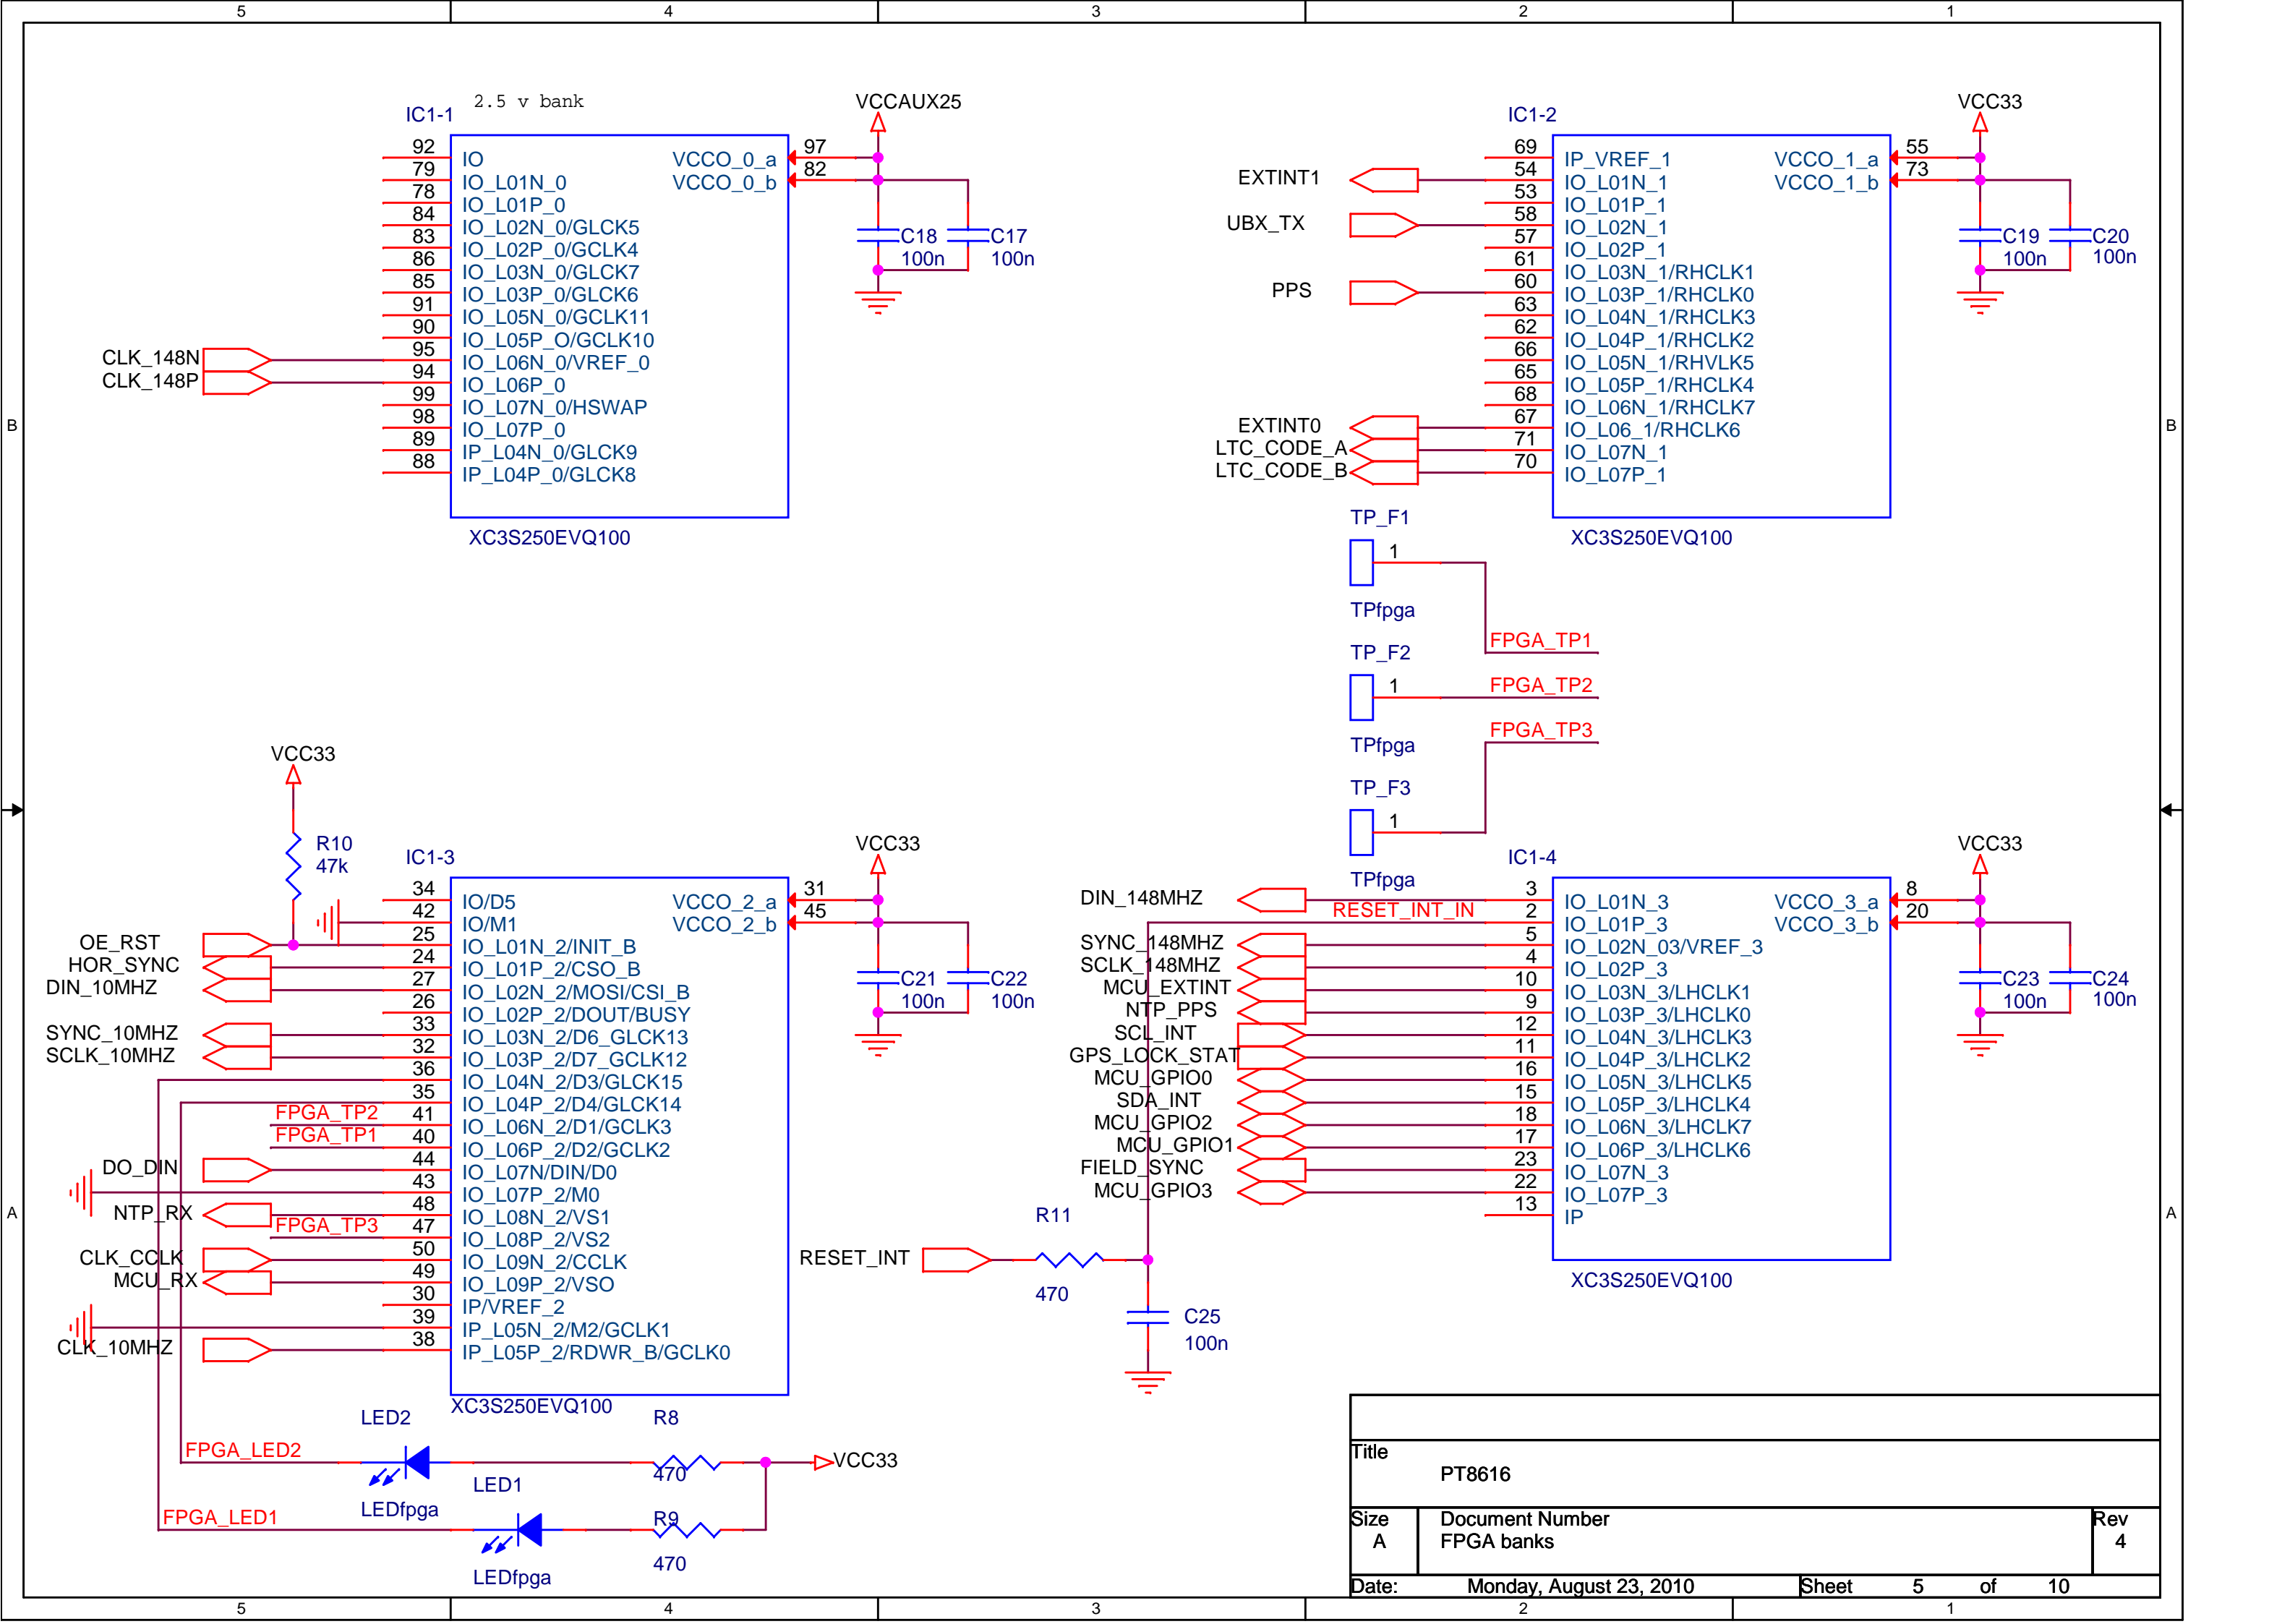 5 4 3 2 1
2.5 v bank
IC1-1
VCCAUX25
92 IO
79 IO_L01N_0
78 IO_L01P_0
84 IO_L02N_0/GLCK5
83 IO_L02P_0/GCLK4
86 IO_L03N_0/GLCK7
85 IO_L03P_0/GLCK6
91 IO_L05N_0/GCLK11
90 IO_L05P_O/GCLK10
CLK_148N 95 IO_L06N_0/VREF_0
CLK_148P 94 IO_L06P_0
99 IO_L07N_0/HSWAP
98 IO_L07P_0
89 IP_L04N_0/GLCK9
88 IP_L04P_0/GLCK8
VCCO_0_a 97
VCCO_0_b 82
C18 100n
C17 100n
XC3S250EVQ100
IC1-2
VCC33
69 IP_VREF_1
EXTINT1 54 IO_L01N_1
53 IO_L01P_1
UBX_TX 58 IO_L02N_1
57 IO_L02P_1
61 IO_L03N_1/RHCLK1
PPS 60 IO_L03P_1/RHCLK0
63 IO_L04N_1/RHCLK3
62 IO_L04P_1/RHCLK2
66 IO_L05N_1/RHVLK5
65 IO_L05P_1/RHCLK4
68 IO_L06N_1/RHCLK7
EXTINT0 67 IO_L06_1/RHCLK6
LTC_CODE_A 71 IO_L07N_1
LTC_CODE_B 70 IO_L07P_1
VCCO_1_a 55
VCCO_1_b 73
C19 100n
C20 100n
XC3S250EVQ100
B B
TP_F1
1
TPfpga
FPGA_TP1
TP_F2
1
FPGA_TP2
TPfpga
FPGA_TP3
TP_F3
1
TPfpga
VCC33
R10
47k
IC1-3
VCC33
34 IO/D5
42 IO/M1
OE_RST 25 IO_L01N_2/INIT_B
HOR_SYNC 24 IO_L01P_2/CSO_B
DIN_10MHZ 27 IO_L02N_2/MOSI/CSI_B
26 IO_L02P_2/DOUT/BUSY
SYNC_10MHZ 33 IO_L03N_2/D6_GLCK13
SCLK_10MHZ 32 IO_L03P_2/D7_GCLK12
36 IO_L04N_2/D3/GLCK15
35 IO_L04P_2/D4/GLCK14
FPGA_TP2 41 IO_L06N_2/D1/GCLK3
FPGA_TP1 40 IO_L06P_2/D2/GCLK2
DO_DIN 44 IO_L07N/DIN/D0
43 IO_L07P_2/M0
NTP_RX 48 IO_L08N_2/VS1
FPGA_TP3 47 IO_L08P_2/VS2
CLK_CCLK 50 IO_L09N_2/CCLK
MCU_RX 49 IO_L09P_2/VSO
30 IP/VREF_2
39 IP_L05N_2/M2/GCLK1
CLK_10MHZ 38 IP_L05P_2/RDWR_B/GCLK0
VCCO_2_a 31
VCCO_2_b 45
C21 100n
C22 100n
XC3S250EVQ100
IC1-4
VCC33
DIN_148MHZ 3 IO_L01N_3
RESET_INT_IN 2 IO_L01P_3
SYNC_148MHZ 5 IO_L02N_03/VREF_3
SCLK_148MHZ 4 IO_L02P_3
MCU_EXTINT 10 IO_L03N_3/LHCLK1
NTP_PPS 9 IO_L03P_3/LHCLK0
SCL_INT 12 IO_L04N_3/LHCLK3
GPS_LOCK_STAT 11 IO_L04P_3/LHCLK2
MCU_GPIO0 16 IO_L05N_3/LHCLK5
SDA_INT 15 IO_L05P_3/LHCLK4
MCU_GPIO2 18 IO_L06N_3/LHCLK7
MCU_GPIO1 17 IO_L06P_3/LHCLK6
FIELD_SYNC 23 IO_L07N_3
MCU_GPIO3 22 IO_L07P_3
13 IP
VCCO_3_a 8
VCCO_3_b 20
C23 100n
C24 100n
XC3S250EVQ100
A A
RESET_INT
R11
470
C25
100n
LED2
R8
FPGA_LED2
470
VCC33
LEDfpga
LED1
FPGA_LED1
R9
470
LEDfpga
Title
PT8616
Size
A
Document Number
FPGA banks
Rev
4
Date: Monday, August 23, 2010 Sheet 5 of 10
5 4 3 2 1